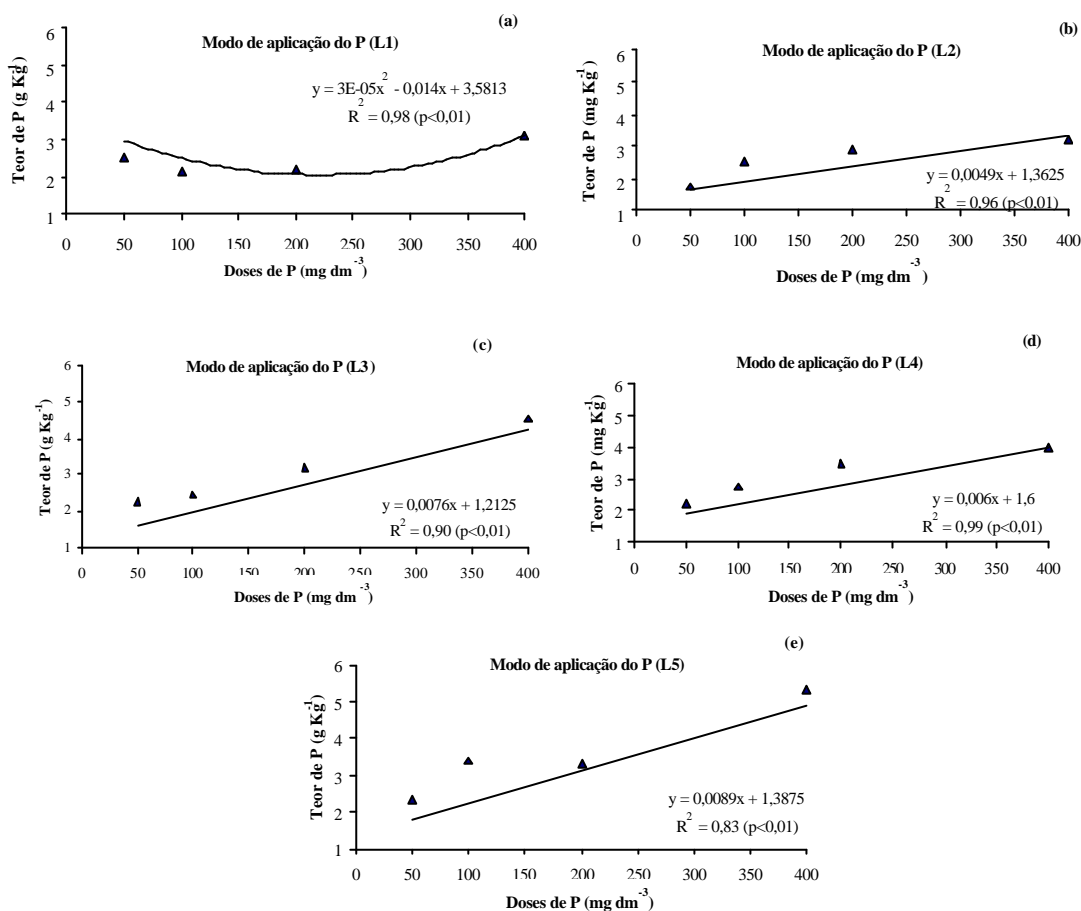 (a)
Modo de aplicação do P (L1)
y = 3E-05x² - 0,014x + 3,5813
R² = 0,98 (p<0,01)
Teor de P (g Kg⁻¹)
6
5
4
3
2
1
0 50 100 150 200 250 300 350 400
Doses de P (mg dm⁻³)
(b)
Modo de aplicação do P (L2)
Teor de P (mg Kg⁻¹)
6
5
4
3
2
1
y = 0,0049x + 1,3625
R² = 0,96 (p<0,01)
0 50 100 150 200 250 300 350 400
Doses de P (mg dm⁻³)
(c)
Modo de aplicação do P (L3)
Teor de P (g Kg⁻¹)
6
5
4
3
2
1
y = 0,0076x + 1,2125
R² = 0,90 (p<0,01)
0 50 100 150 200 250 300 350 400
Doses de P (mg dm⁻³)
(d)
Modo de aplicação do P (L4)
Teor de P (mg Kg⁻¹)
6
5
4
3
2
1
y = 0,006x + 1,6
R² = 0,99 (p<0,01)
0 50 100 150 200 250 300 350 400
Doses de P (mg dm⁻³)
(e)
Modo de aplicação do P (L5)
Teor de P (g Kg⁻¹)
6
5
4
3
2
1
y = 0,0089x + 1,3875
R² = 0,83 (p<0,01)
0 50 100 150 200 250 300 350 400
Doses de P (mg dm⁻³)